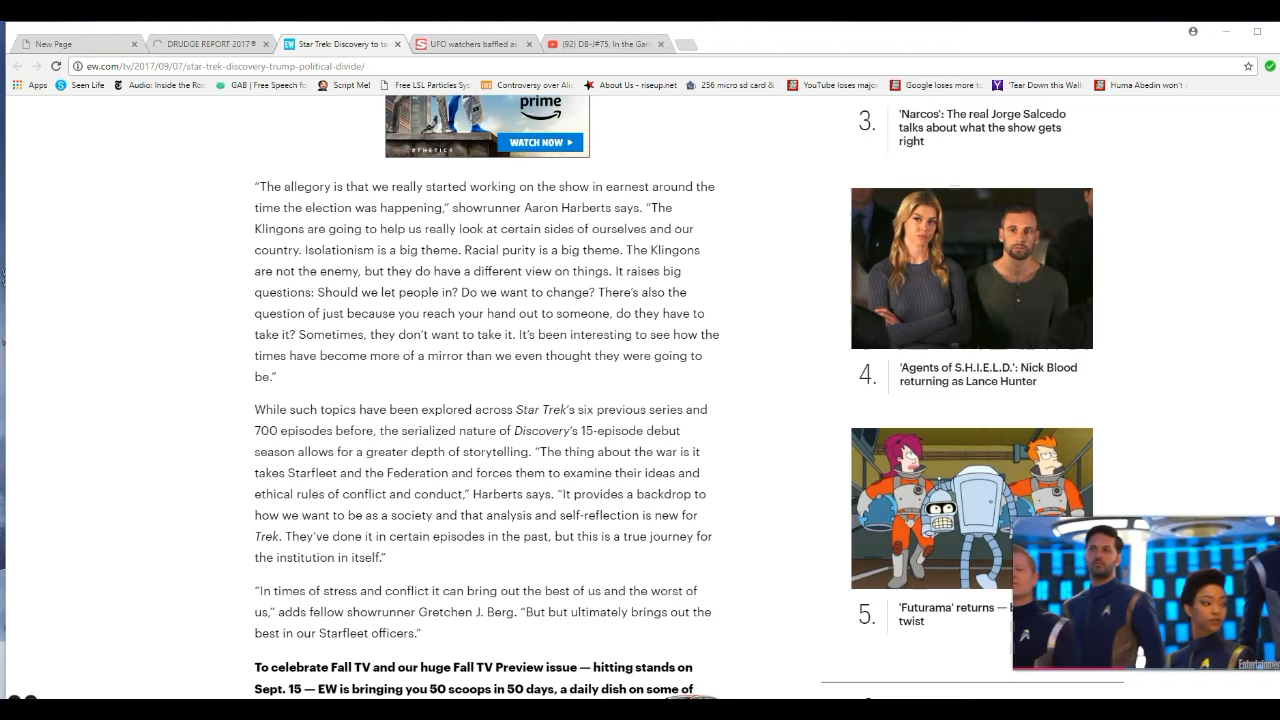 New Page
DRUDGE REPORT 2017®
EW Star Trek: Discovery to ta
S UFO watchers baffled as
(92) DB-J#75, In the Gar
ew.com/tv/2017/09/07/star-trek-discovery-trump-political-divide/
Apps
Seen Life
Audio: Inside the Roc
GAB | Free Speech fo
Script Me!
Free LSL Particles Sys
Controversy over Ali
About Us - riseup.net
256 micro sd card &
YouTube loses major
Google loses more t
'Tear Down this Wall
Huma Abedin won't
prime
WATCH NOW
#THETICK
“The allegory is that we really started working on the show in earnest around the
time the election was happening,” showrunner Aaron Harberts says. “The
Klingons are going to help us really look at certain sides of ourselves and our
country. Isolationism is a big theme. Racial purity is a big theme. The Klingons
are not the enemy, but they do have a different view on things. It raises big
questions: Should we let people in? Do we want to change? There’s also the
question of just because you reach your hand out to someone, do they have to
take it? Sometimes, they don’t want to take it. It’s been interesting to see how the
times have become more of a mirror than we even thought they were going to
be.”
While such topics have been explored across Star Trek’s six previous series and
700 episodes before, the serialized nature of Discovery’s 15-episode debut
season allows for a greater depth of storytelling. “The thing about the war is it
takes Starfleet and the Federation and forces them to examine their ideas and
ethical rules of conflict and conduct,” Harberts says. “It provides a backdrop to
how we want to be as a society and that analysis and self-reflection is new for
Trek. They’ve done it in certain episodes in the past, but this is a true journey for
the institution in itself.”
“In times of stress and conflict it can bring out the best of us and the worst of
us,” adds fellow showrunner Gretchen J. Berg. “But but ultimately brings out the
best in our Starfleet officers.”
To celebrate Fall TV and our huge Fall TV Preview issue — hitting stands on
Sept. 15 — EW is bringing you 50 scoops in 50 days, a daily dish on some of
3.
'Narcos': The real Jorge Salcedo
talks about what the show gets
right
4.
'Agents of S.H.I.E.L.D.': Nick Blood
returning as Lance Hunter
5.
'Futurama' returns —
twist
Entertainme